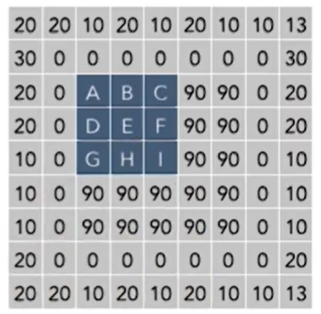 20 20 10 20 10 20 10 10 13
30 0 0 0 0 0 0 0 30
20 0 A B C 90 90 0 20
20 0 D E F 90 90 0 20
10 0 G H I 90 90 0 10
10 0 90 90 90 90 90 0 10
10 0 90 90 90 90 90 0 10
20 0 0 0 0 0 0 0 20
20 20 10 20 10 20 10 10 13